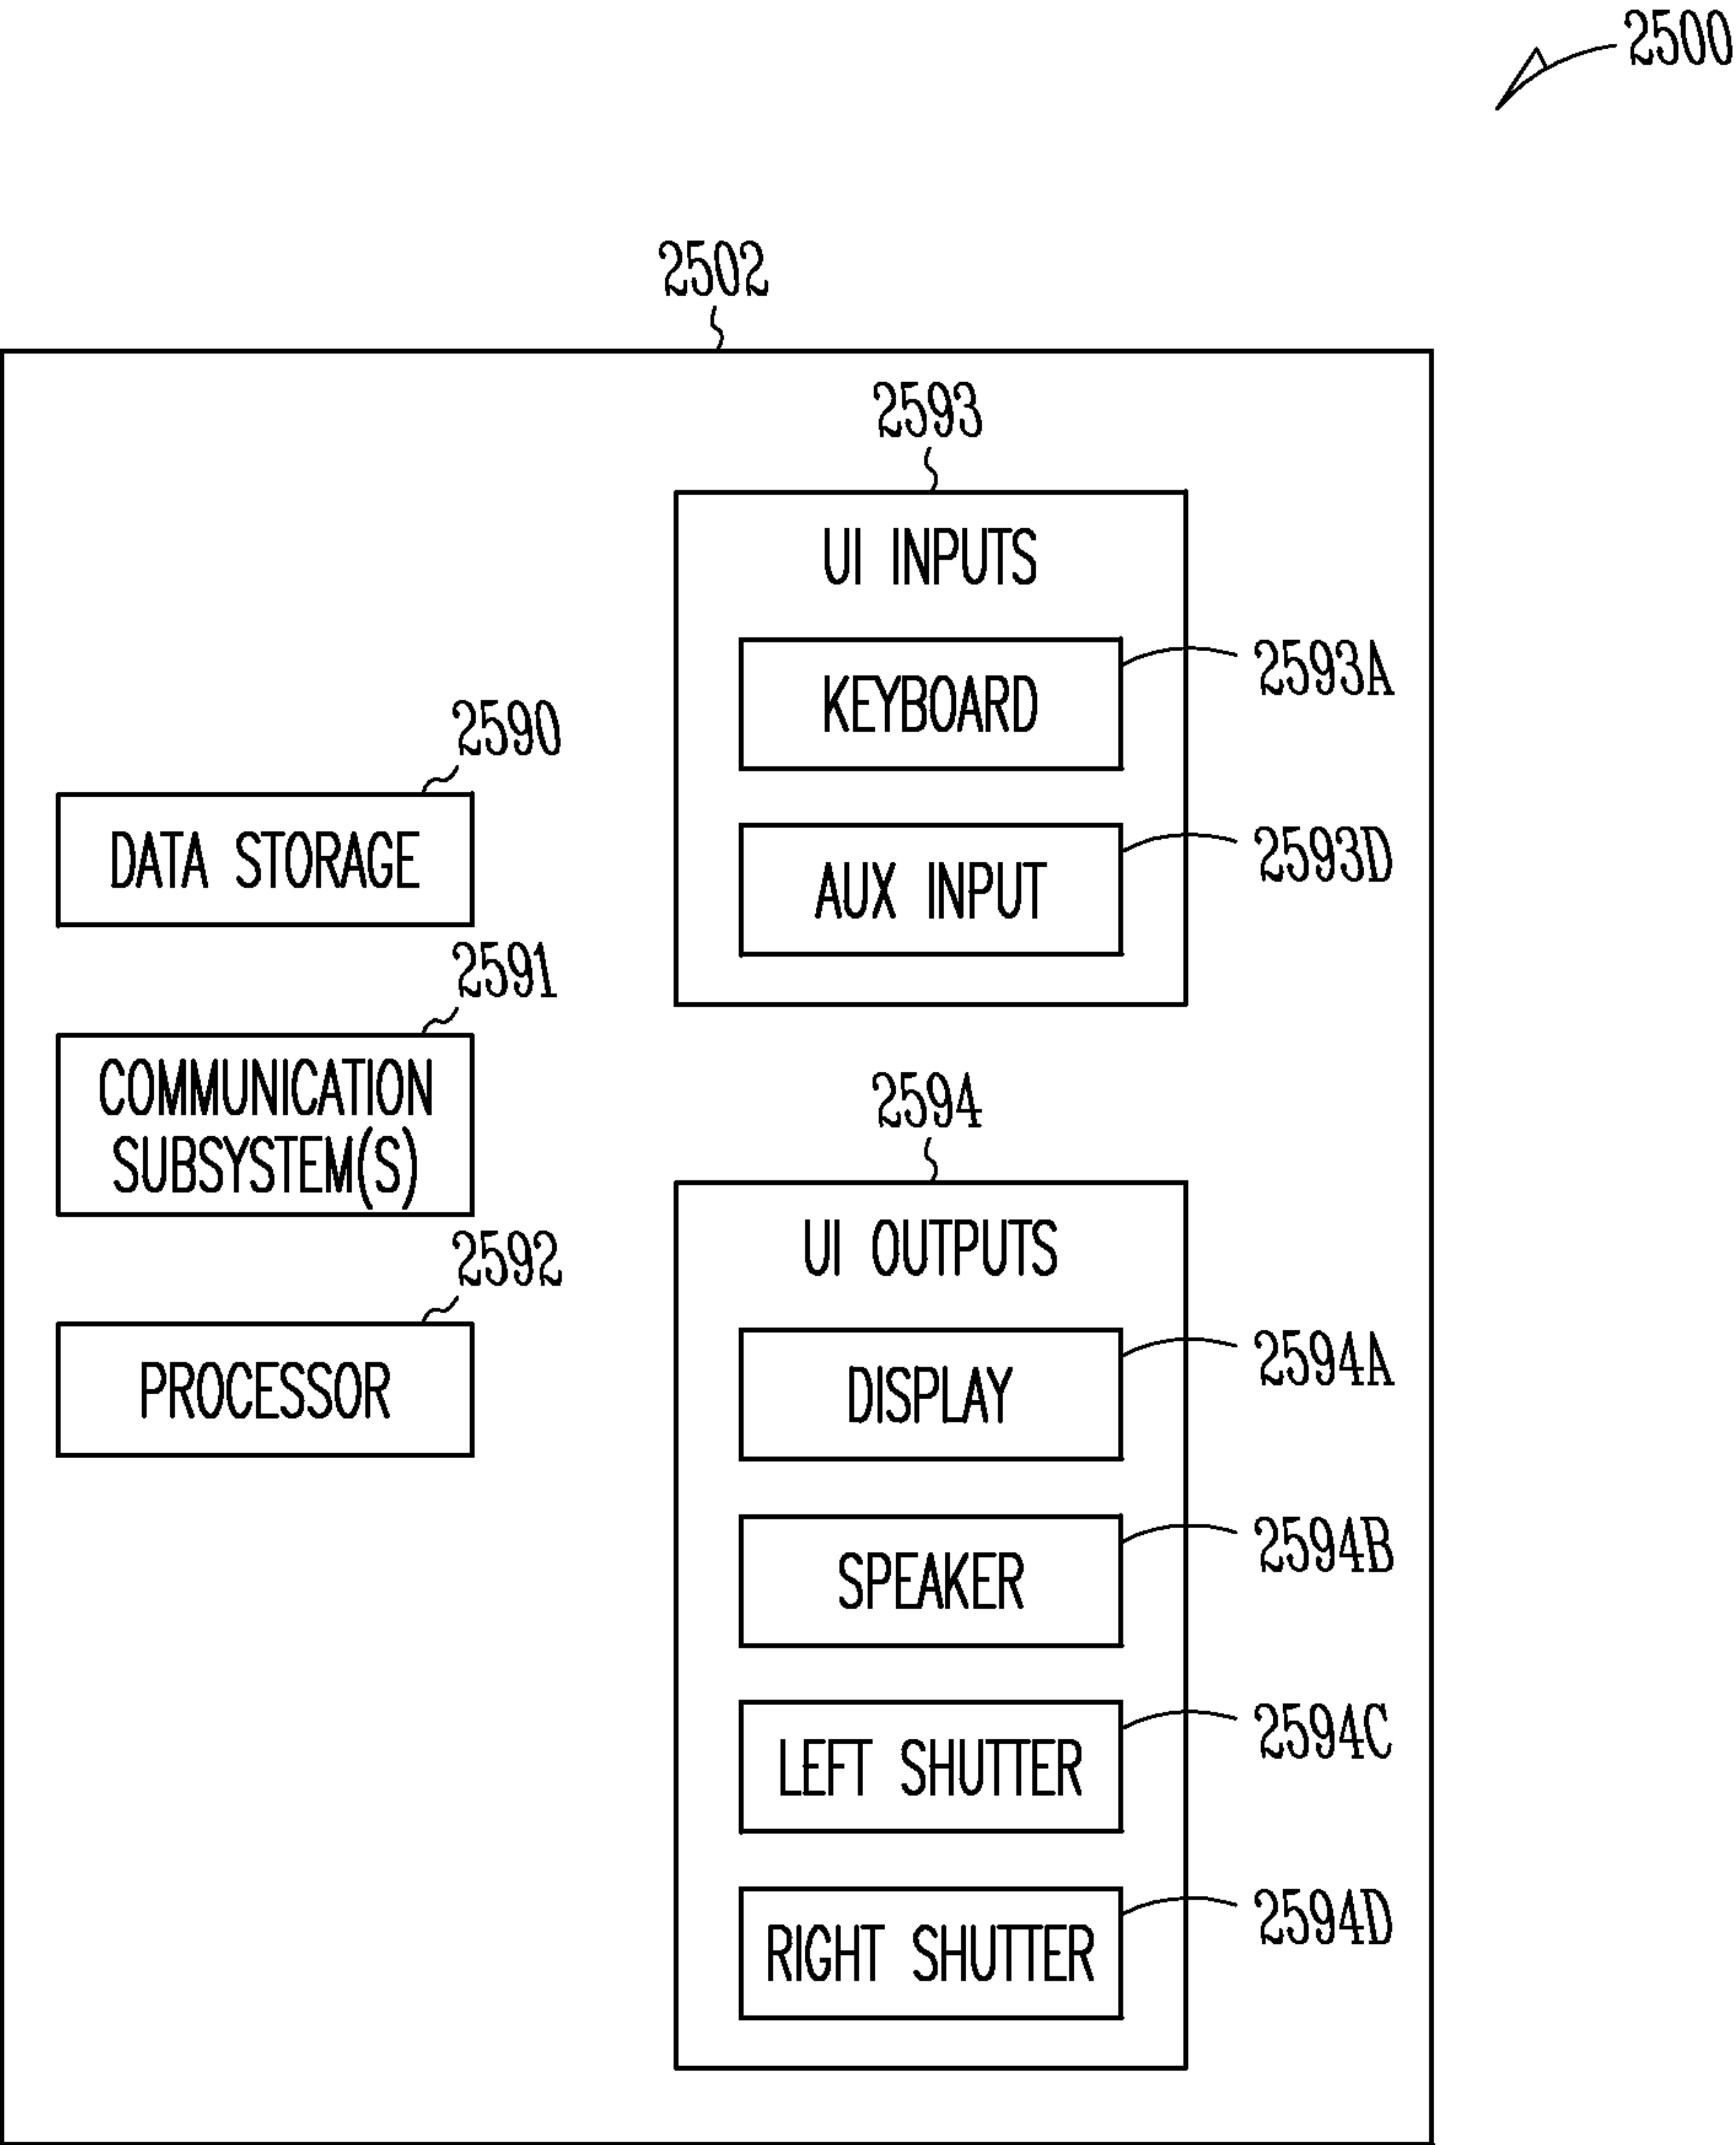 2500
2502
2593
UI INPUTS
KEYBOARD
2593A
AUX INPUT
2593D
2590
DATA STORAGE
2591
COMMUNICATION
SUBSYSTEM(S)
2592
PROCESSOR
2594
UI OUTPUTS
DISPLAY
2594A
SPEAKER
2594B
LEFT SHUTTER
2594C
RIGHT SHUTTER
2594D